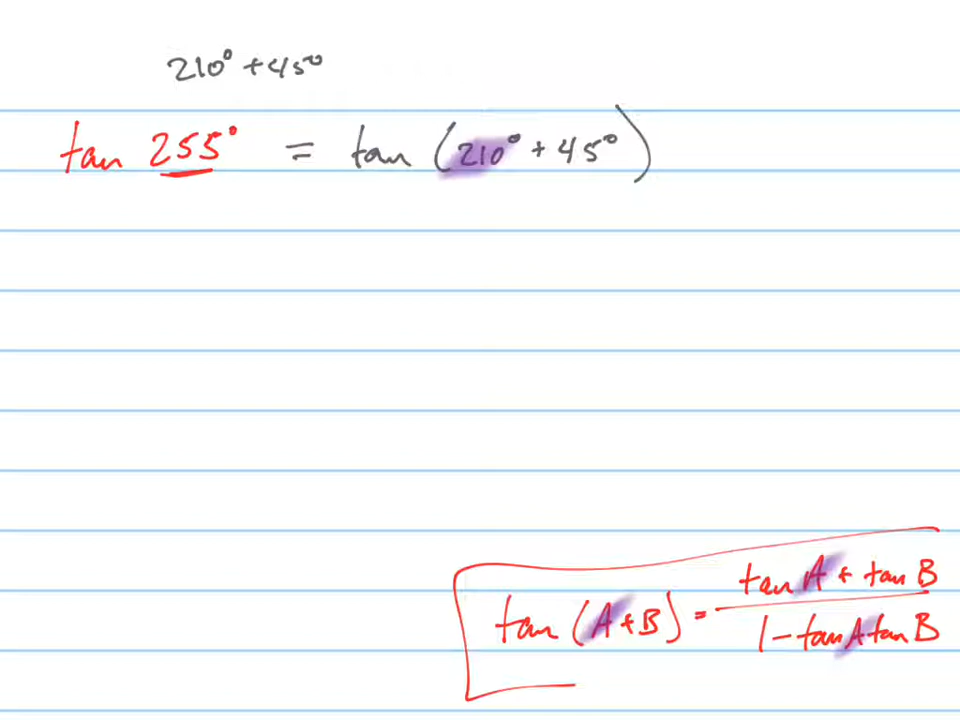 210° + 45°
tan 255° = tan (210° + 45°)
tan (A + B) = tan A + tan B / 1 - tan A tan B